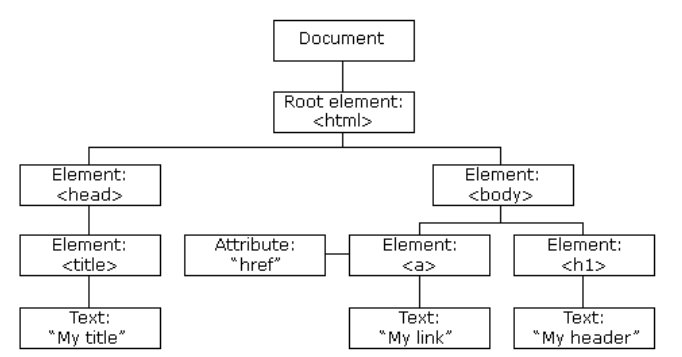 Document
Root element:
<html>
Element:
<head>
Element:
<body>
Element:
<title>
Attribute:
“href”
Element:
<a>
Element:
<h1>
Text:
“My title”
Text:
“My link”
Text:
“My header”